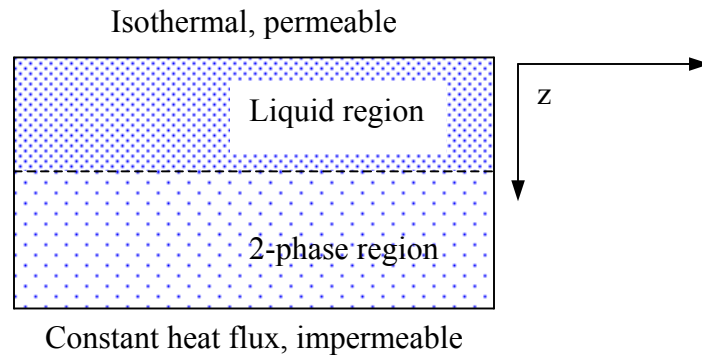 Isothermal, permeable
Liquid region
z
2-phase region
Constant heat flux, impermeable